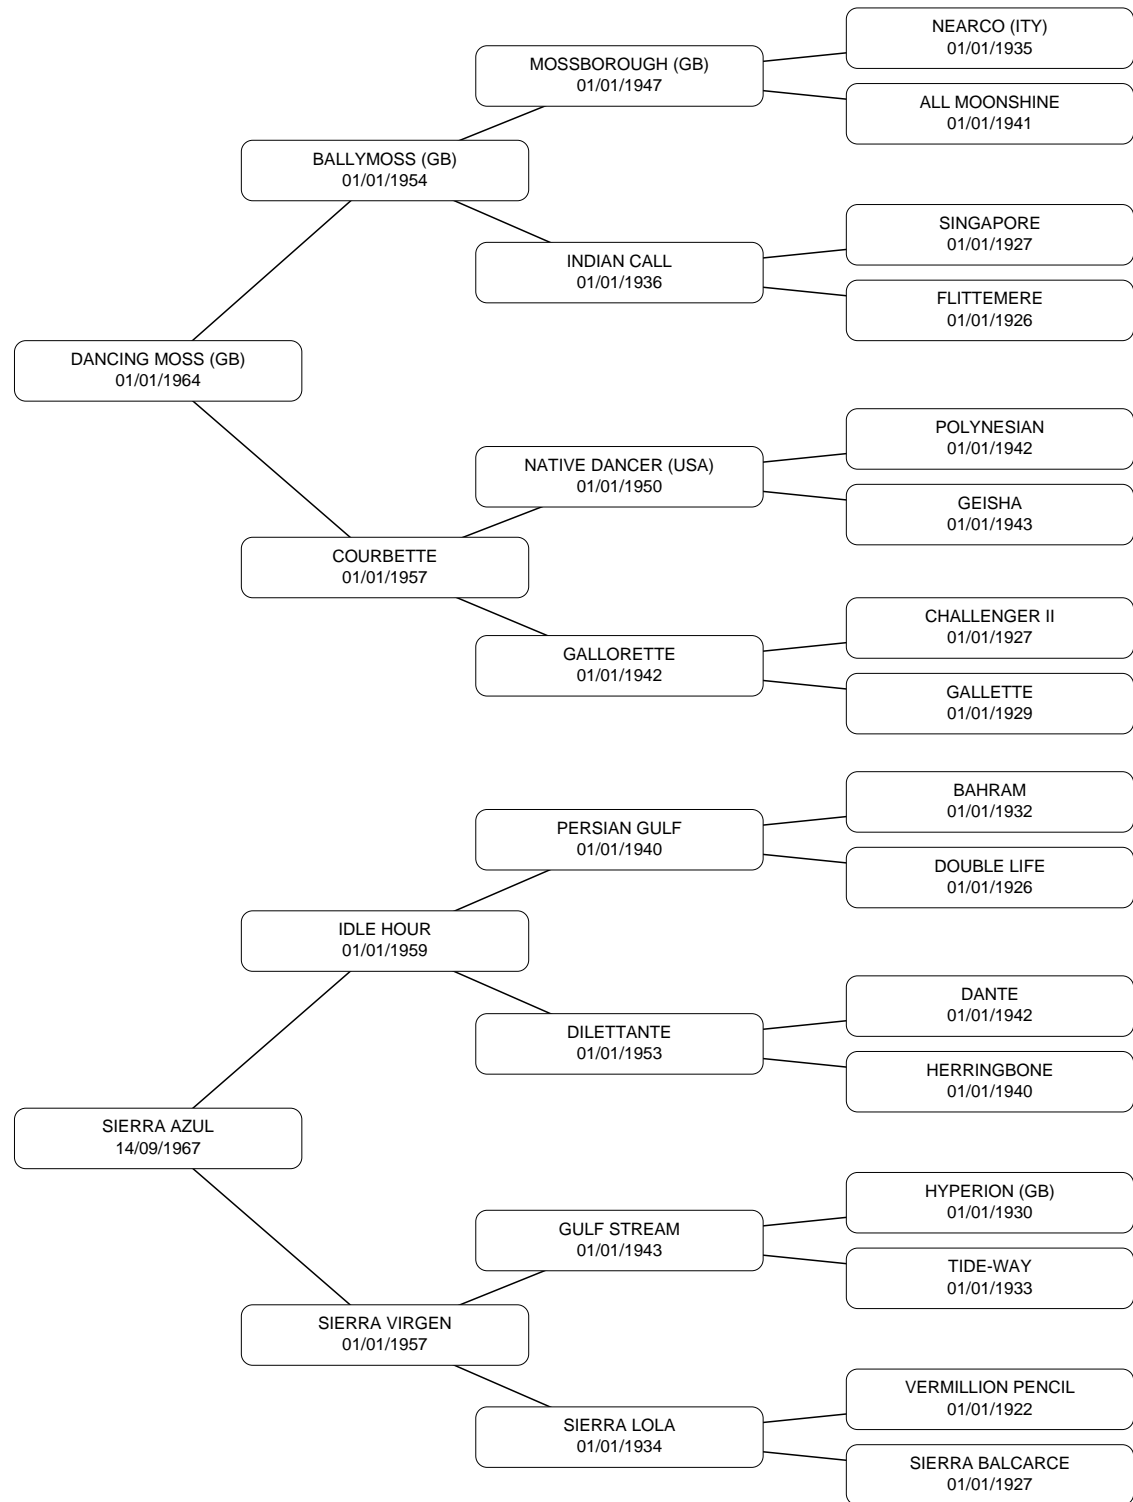 NEARCO (ITY)
01/01/1935
MOSSBOROUGH (GB)
01/01/1947
ALL MOONSHINE
01/01/1941
BALLYMOSS (GB)
01/01/1954
SINGAPORE
01/01/1927
INDIAN CALL
01/01/1936
FLITTEMERE
01/01/1926
DANCING MOSS (GB)
01/01/1964
POLYNESIAN
01/01/1942
NATIVE DANCER (USA)
01/01/1950
GEISHA
01/01/1943
COURBETTE
01/01/1957
CHALLENGER II
01/01/1927
GALLORETTE
01/01/1942
GALLETTE
01/01/1929
BAHRAM
01/01/1932
PERSIAN GULF
01/01/1940
DOUBLE LIFE
01/01/1926
IDLE HOUR
01/01/1959
DANTE
01/01/1942
DILETTANTE
01/01/1953
HERRINGBONE
01/01/1940
SIERRA AZUL
14/09/1967
HYPERION (GB)
01/01/1930
GULF STREAM
01/01/1943
TIDE-WAY
01/01/1933
SIERRA VIRGEN
01/01/1957
VERMILLION PENCIL
01/01/1922
SIERRA LOLA
01/01/1934
SIERRA BALCARCE
01/01/1927